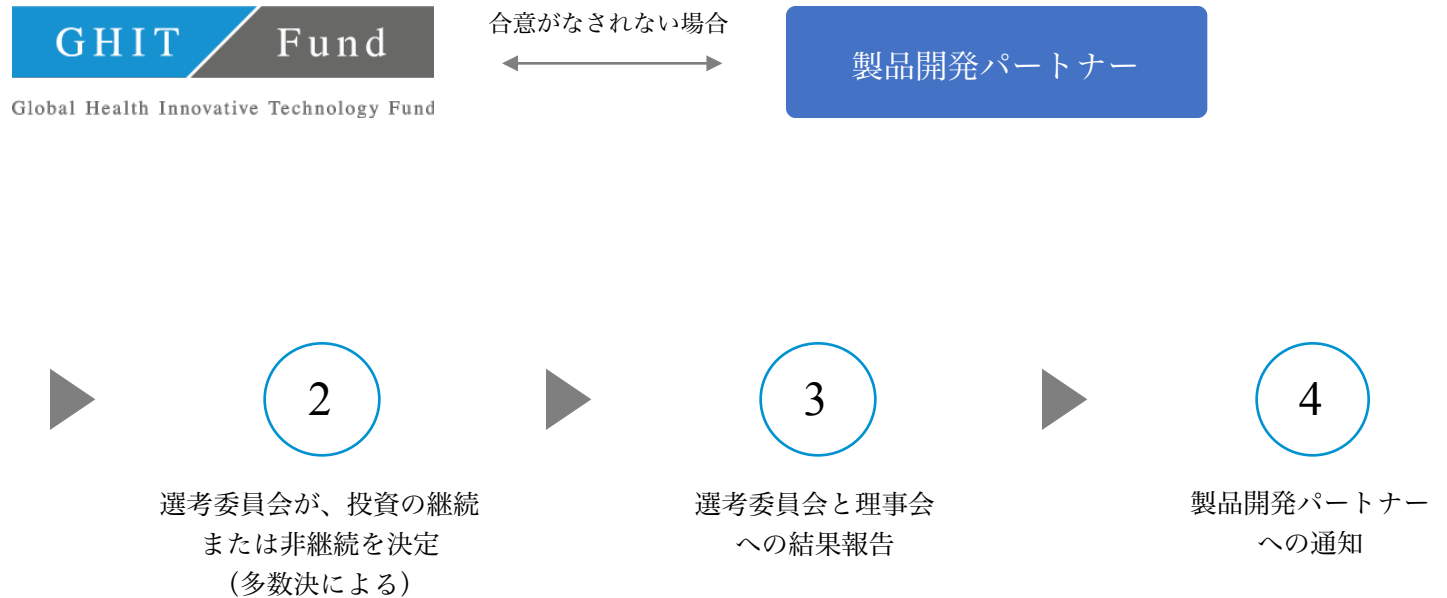 GHIT Fund
Global Health Innovative Technology Fund
合意がなされない場合
製品開発パートナー
2
選考委員会が、投資の継続
または非継続を決定
（多数決による）
3
選考委員会と理事会
への結果報告
4
製品開発パートナー
への通知